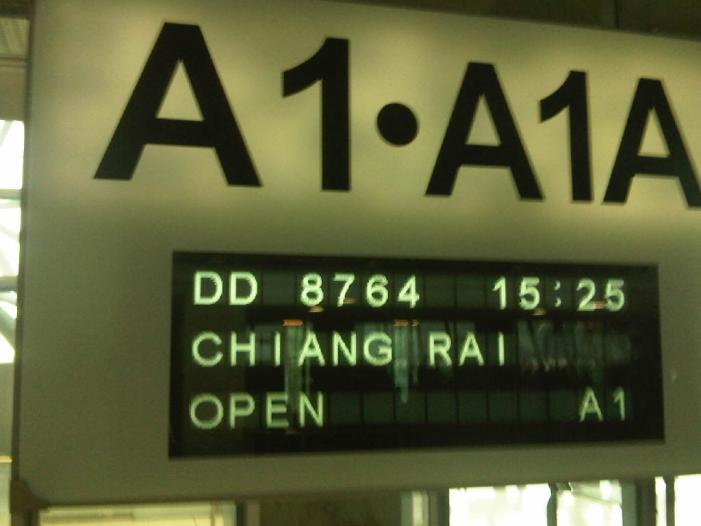 A1•A1A
DD 8764 15:25
CHIANG RAI
OPEN A1